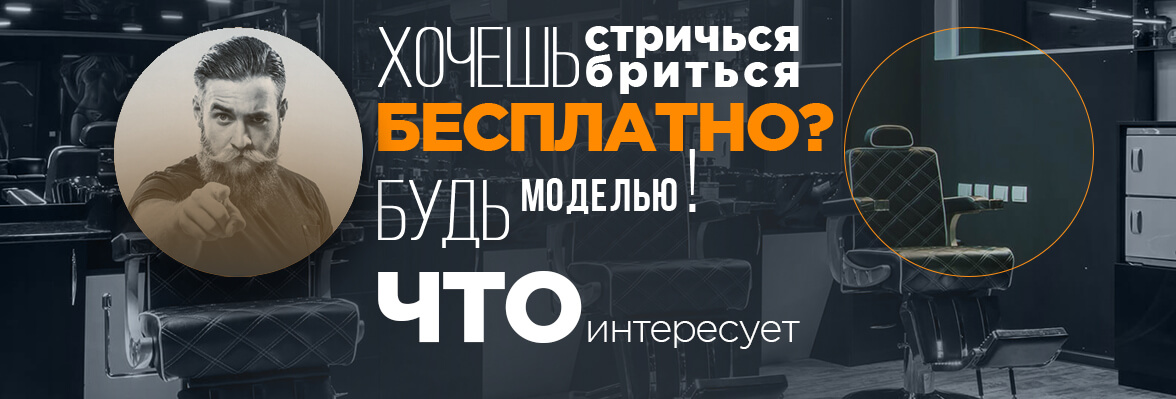 ХОЧЕШЬ стричься
бриться
БЕСПЛАТНО?
БУДЬ МОДЕЛЬЮ!
ЧТО интересует